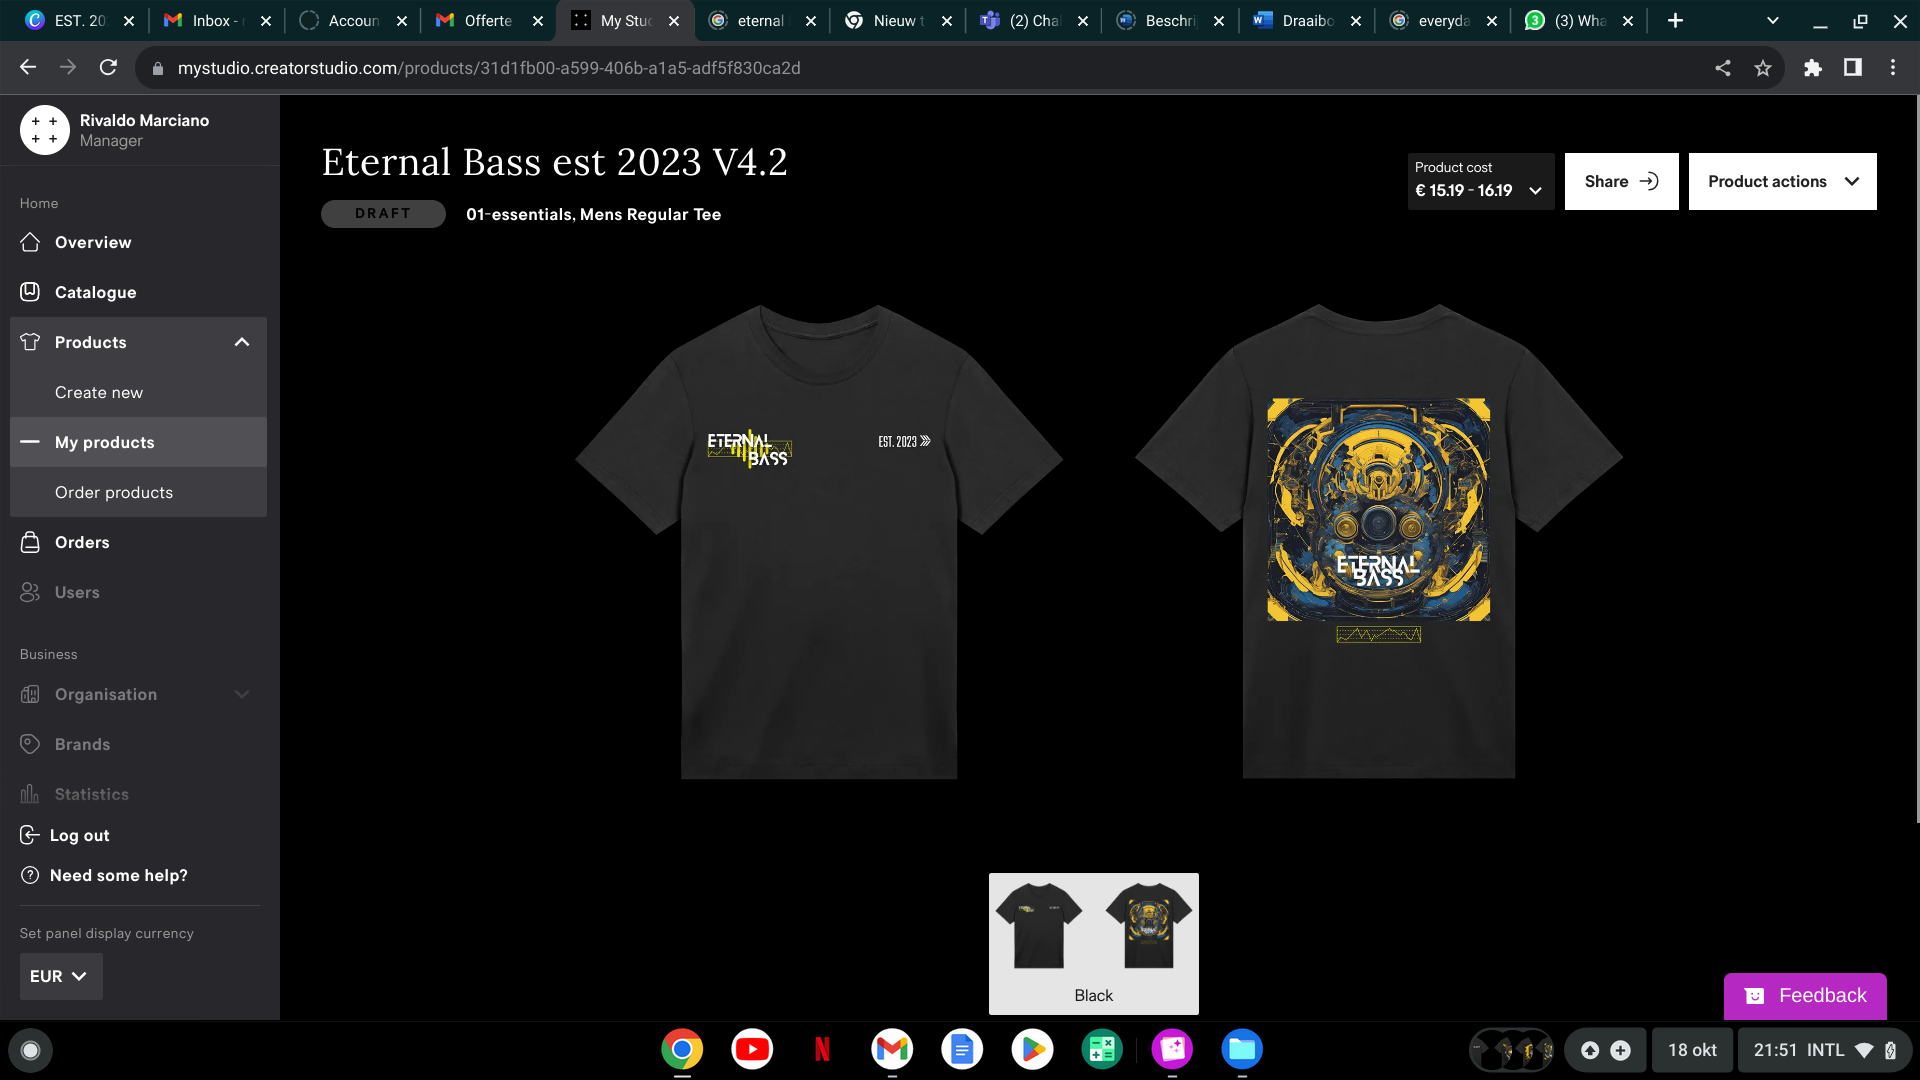 EST. 20
Inbox -
Accoun
Offerte
My Stu
eternal
Nieuw t
(2) Cha
Beschri
Draaibo
everyda
(3) Wha
mystudio.creatorstudio.com/products/31d1fb00-a599-406b-a1a5-adf5f830ca2d
Rivaldo Marciano
Manager
Home
Overview
Catalogue
Products
Create new
My products
Order products
Orders
Users
Business
Organisation
Brands
Statistics
Log out
Need some help?
Set panel display currency
EUR
Eternal Bass est 2023 V4.2
DRAFT
01-essentials, Mens Regular Tee
Product cost
€ 15.19 - 16.19
Share
Product actions
ETERNAL
BASS
EST. 2023
ETERNAL
BASS
Black
Feedback
18 okt
21:51 INTL